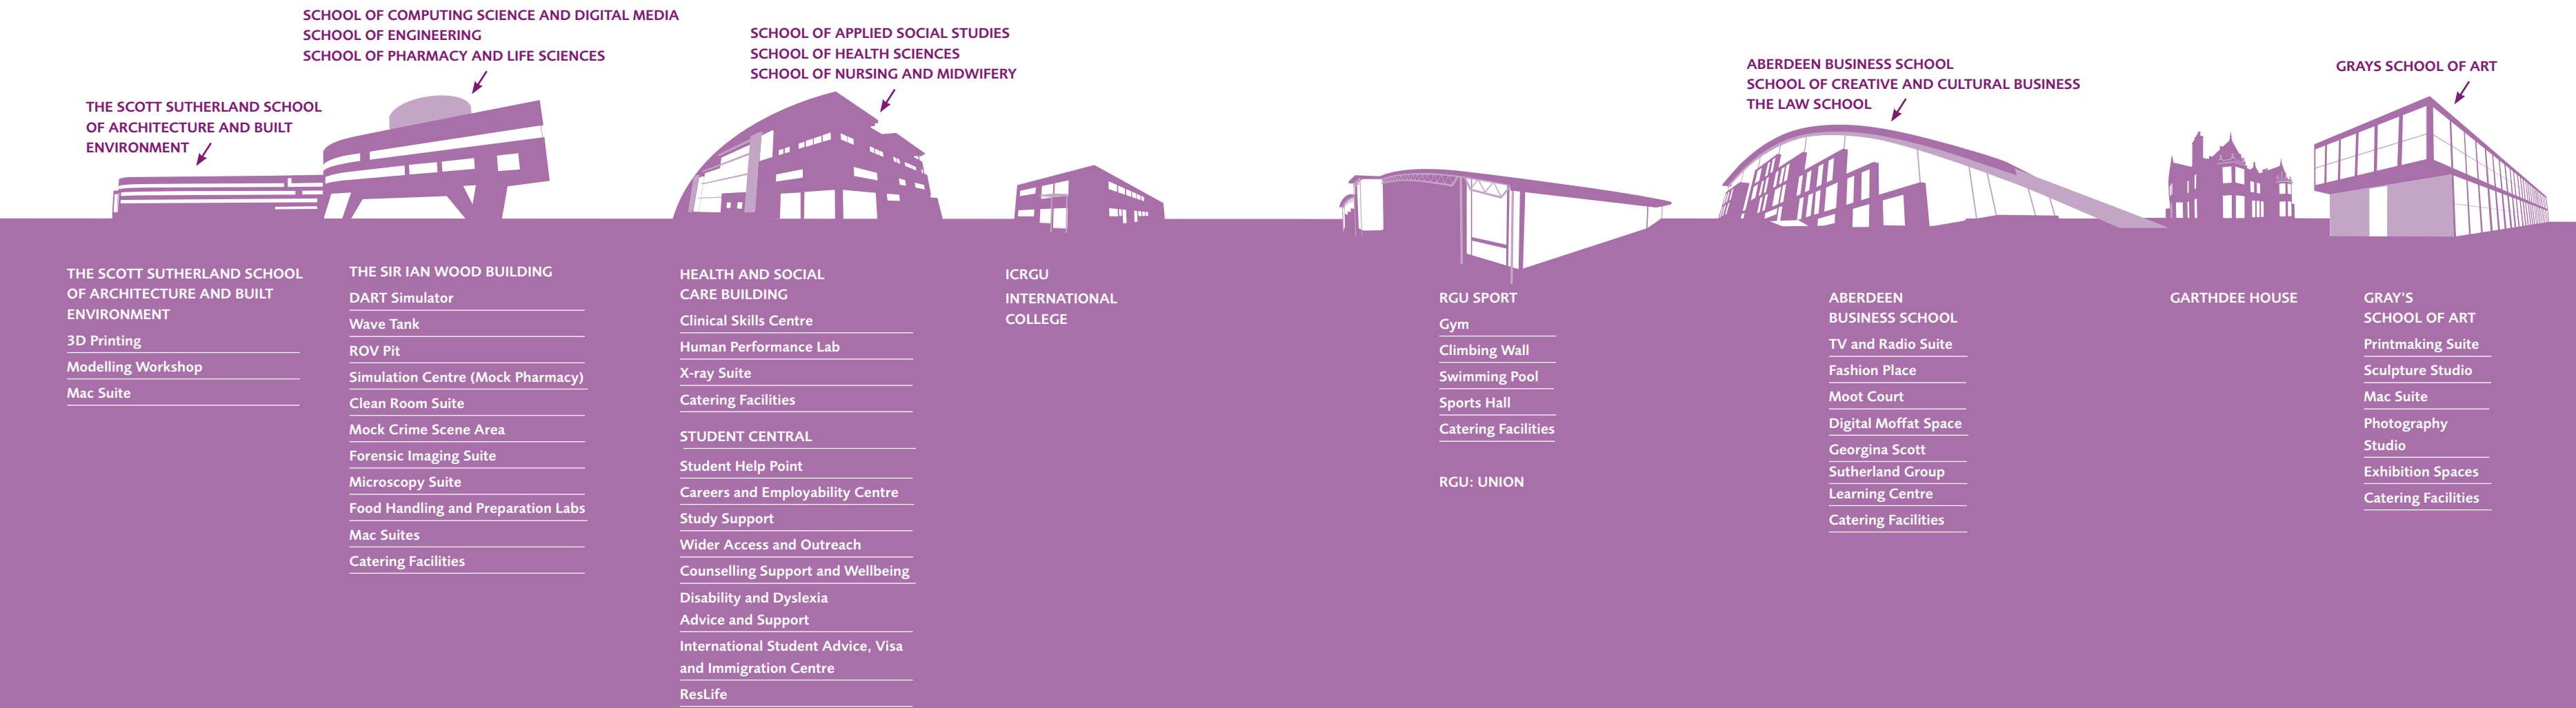 SCHOOL OF COMPUTING SCIENCE AND DIGITAL MEDIA
SCHOOL OF ENGINEERING
SCHOOL OF PHARMACY AND LIFE SCIENCES
SCHOOL OF APPLIED SOCIAL STUDIES
SCHOOL OF HEALTH SCIENCES
SCHOOL OF NURSING AND MIDWIFERY
ABERDEEN BUSINESS SCHOOL
SCHOOL OF CREATIVE AND CULTURAL BUSINESS
THE LAW SCHOOL
GRAYS SCHOOL OF ART
THE SCOTT SUTHERLAND SCHOOL
OF ARCHITECTURE AND BUILT
ENVIRONMENT
THE SCOTT SUTHERLAND SCHOOL
OF ARCHITECTURE AND BUILT
ENVIRONMENT
3D Printing
Modelling Workshop
Mac Suite
THE SIR IAN WOOD BUILDING
DART Simulator
Wave Tank
ROV Pit
Simulation Centre (Mock Pharmacy)
Clean Room Suite
Mock Crime Scene Area
Forensic Imaging Suite
Microscopy Suite
Food Handling and Preparation Labs
Mac Suites
Catering Facilities
HEALTH AND SOCIAL
CARE BUILDING
Clinical Skills Centre
Human Performance Lab
X-ray Suite
Catering Facilities
STUDENT CENTRAL
Student Help Point
Careers and Employability Centre
Study Support
Wider Access and Outreach
Counselling Support and Wellbeing
Disability and Dyslexia
Advice and Support
International Student Advice, Visa
and Immigration Centre
ResLife
ICRGU
INTERNATIONAL
COLLEGE
RGU SPORT
Gym
Climbing Wall
Swimming Pool
Sports Hall
Catering Facilities
RGU: UNION
ABERDEEN
BUSINESS SCHOOL
TV and Radio Suite
Fashion Place
Moot Court
Digital Moffat Space
Georgina Scott
Sutherland Group
Learning Centre
Catering Facilities
GARTHDEE HOUSE
GRAY'S
SCHOOL OF ART
Printmaking Suite
Sculpture Studio
Mac Suite
Photography
Studio
Exhibition Spaces
Catering Facilities